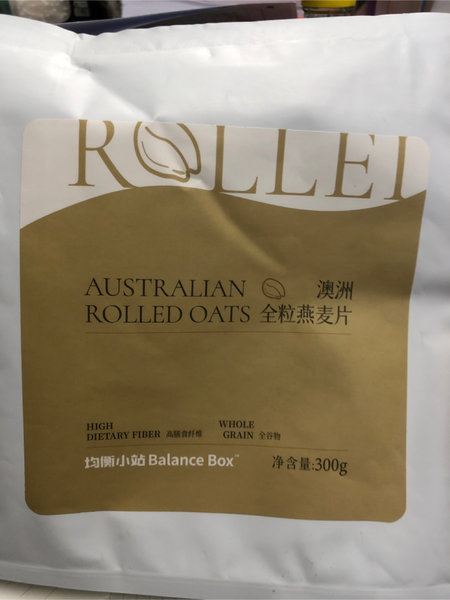 ROLLE
AUSTRALIAN 澳洲
ROLLED OATS 全粒燕麦片
HIGH WHOLE
DIETARY FIBER 高膳食纤维 GRAIN 全谷物
均衡小站 Balance Box™ 净含量:300g